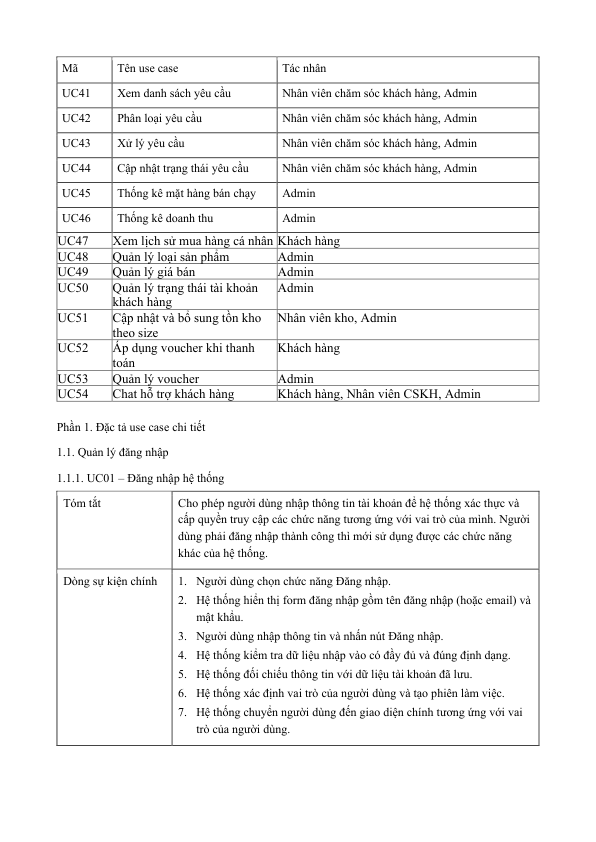 Mã Tên use case Tác nhân
UC41 Xem danh sách yêu cầu Nhân viên chăm sóc khách hàng, Admin
UC42 Phân loại yêu cầu Nhân viên chăm sóc khách hàng, Admin
UC43 Xử lý yêu cầu Nhân viên chăm sóc khách hàng, Admin
UC44 Cập nhật trạng thái yêu cầu Nhân viên chăm sóc khách hàng, Admin
UC45 Thống kê mặt hàng bán chạy Admin
UC46 Thống kê doanh thu Admin
UC47 Xem lịch sử mua hàng cá nhân Khách hàng
UC48 Quản lý loại sản phẩm Admin
UC49 Quản lý giá bán Admin
UC50 Quản lý trạng thái tài khoản Admin
khách hàng
UC51 Cập nhật và bổ sung tồn kho Nhân viên kho, Admin
theo size
UC52 Áp dụng voucher khi thanh Khách hàng
toán
UC53 Quản lý voucher Admin
UC54 Chat hỗ trợ khách hàng Khách hàng, Nhân viên CSKH, Admin
Phần 1. Đặc tả use case chi tiết
1.1. Quản lý đăng nhập
1.1.1. UC01 – Đăng nhập hệ thống
Tóm tắt Cho phép người dùng nhập thông tin tài khoản để hệ thống xác thực và
cấp quyền truy cập các chức năng tương ứng với vai trò của mình. Người
dùng phải đăng nhập thành công thì mới sử dụng được các chức năng
khác của hệ thống.
Dòng sự kiện chính 1. Người dùng chọn chức năng Đăng nhập.
2. Hệ thống hiển thị form đăng nhập gồm tên đăng nhập (hoặc email) và
mật khẩu.
3. Người dùng nhập thông tin và nhấn nút Đăng nhập.
4. Hệ thống kiểm tra dữ liệu nhập vào có đầy đủ và đúng định dạng.
5. Hệ thống đối chiếu thông tin với dữ liệu tài khoản đã lưu.
6. Hệ thống xác định vai trò của người dùng và tạo phiên làm việc.
7. Hệ thống chuyển người dùng đến giao diện chính tương ứng với vai
trò của người dùng.